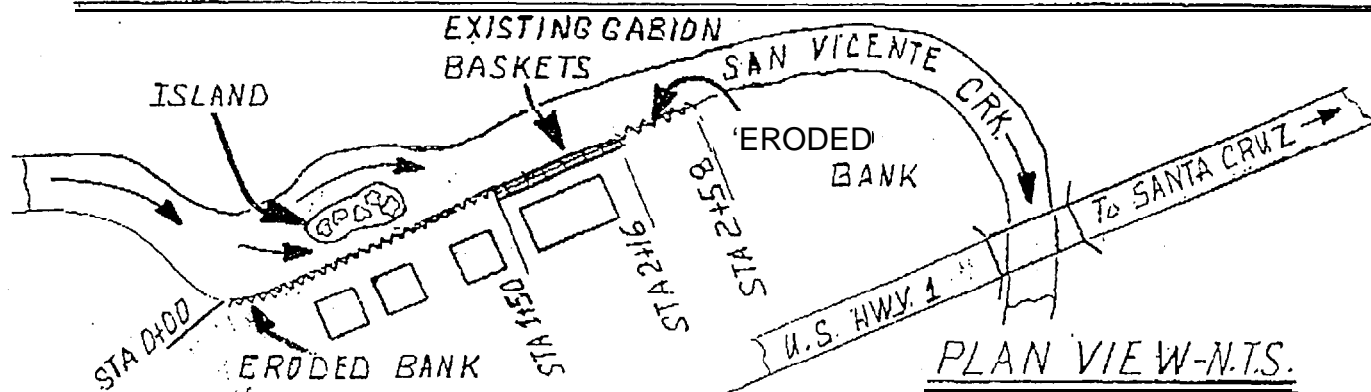 EXISTING GABION
BASKETS
ISLAND
SAN VICENTE CRK.
'ERODED
BANK
STA 0+00
ERODED BANK
STA 1+50
STA 2+16
STA 2+58
U.S. HWY. 1
TO SANTA CRUZ
PLAN VIEW-N.T.S.